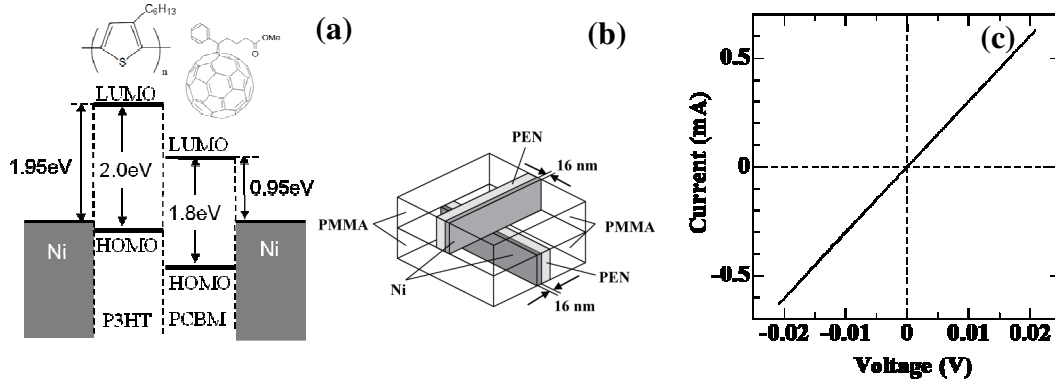 (a)
C6H13
S
n
OMe
O
LUMO
1.95eV
2.0eV
LUMO
0.95eV
1.8eV
Ni
HOMO
Ni
HOMO
P3HT
PCBM
(b)
PEN
16 nm
PMMA
PMMA
Ni
PEN
16 nm
(c)
Current (mA)
0.5
0
-0.5
-0.02 -0.01 0 0.01 0.02
Voltage (V)